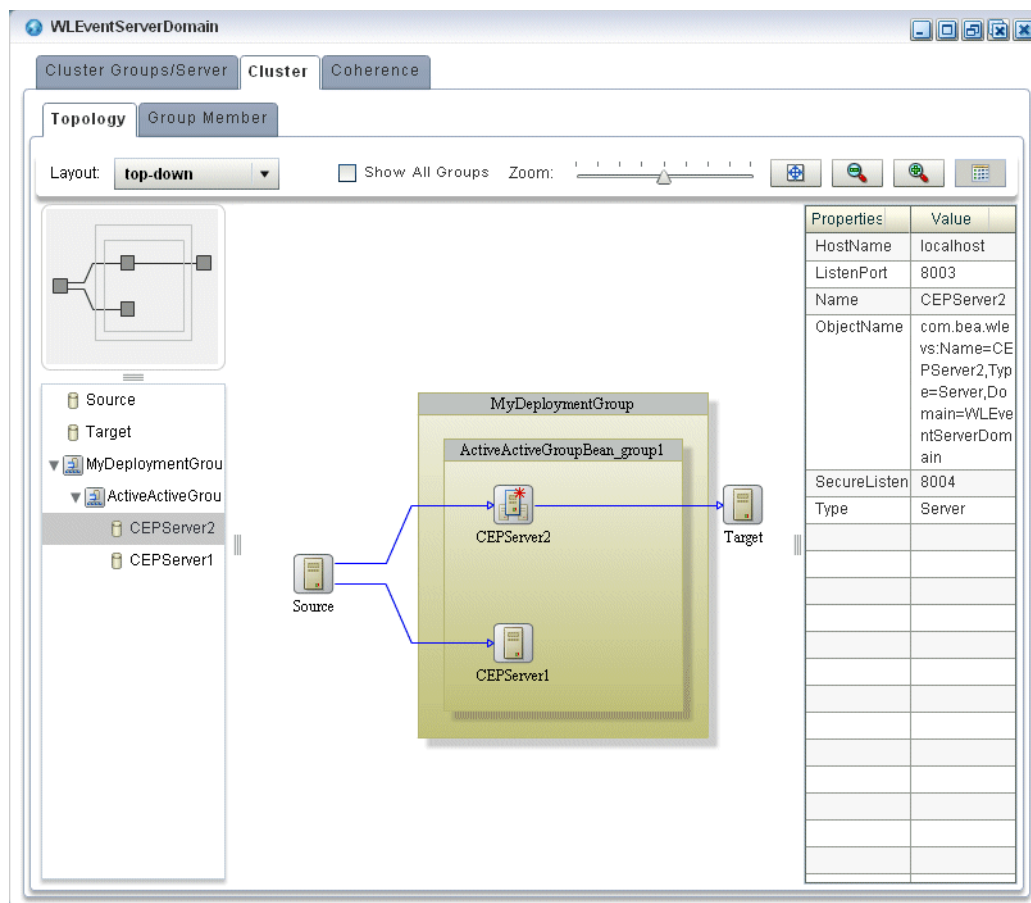 WLEventServerDomain
Cluster Groups/Server
Cluster
Coherence
Topology
Group Member
Layout:
top-down
Show All Groups
Zoom:
Source
Target
MyDeploymentGrou
ActiveActiveGrou
CEPServer2
CEPServer1
MyDeploymentGroup
ActiveActiveGroupBean_group1
CEPServer2
Target
Source
CEPServer1
Properties Value
HostName localhost
ListenPort 8003
Name CEPServer2
ObjectName com.bea.wle
vs:Name=CE
PServer2,Typ
e=Server,Do
main=WLEve
ntServerDom
ain
SecureListen 8004
Type Server